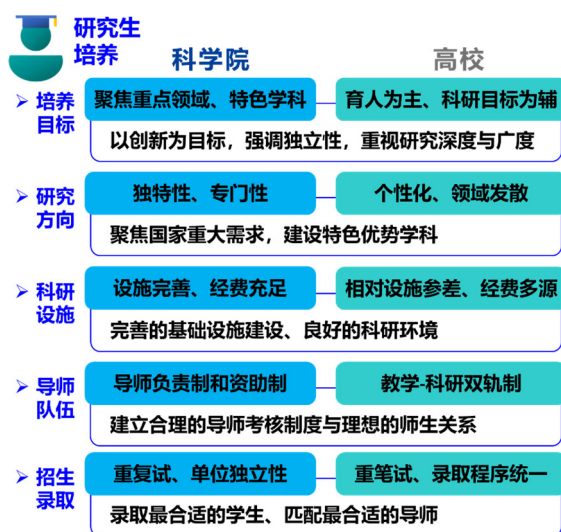 研究生
培养
科学院 高校
➢ 培养
目标
聚焦重点领域、特色学科 育人为主、科研目标为辅
以创新为目标，强调独立性，重视研究深度与广度
➢ 研究
方向
独特性、专门性 个性化、领域发散
聚焦国家重大需求，建设特色优势学科
➢ 科研
设施
设施完善、经费充足 相对设施参差、经费多源
完善的基础设施建设、良好的科研环境
➢ 导师
队伍
导师负责制和资助制 教学-科研双轨制
建立合理的导师考核制度与理想的师生关系
➢ 招生
录取
重复试、单位独立性 重笔试、录取程序统一
录取最合适的学生、匹配最合适的导师